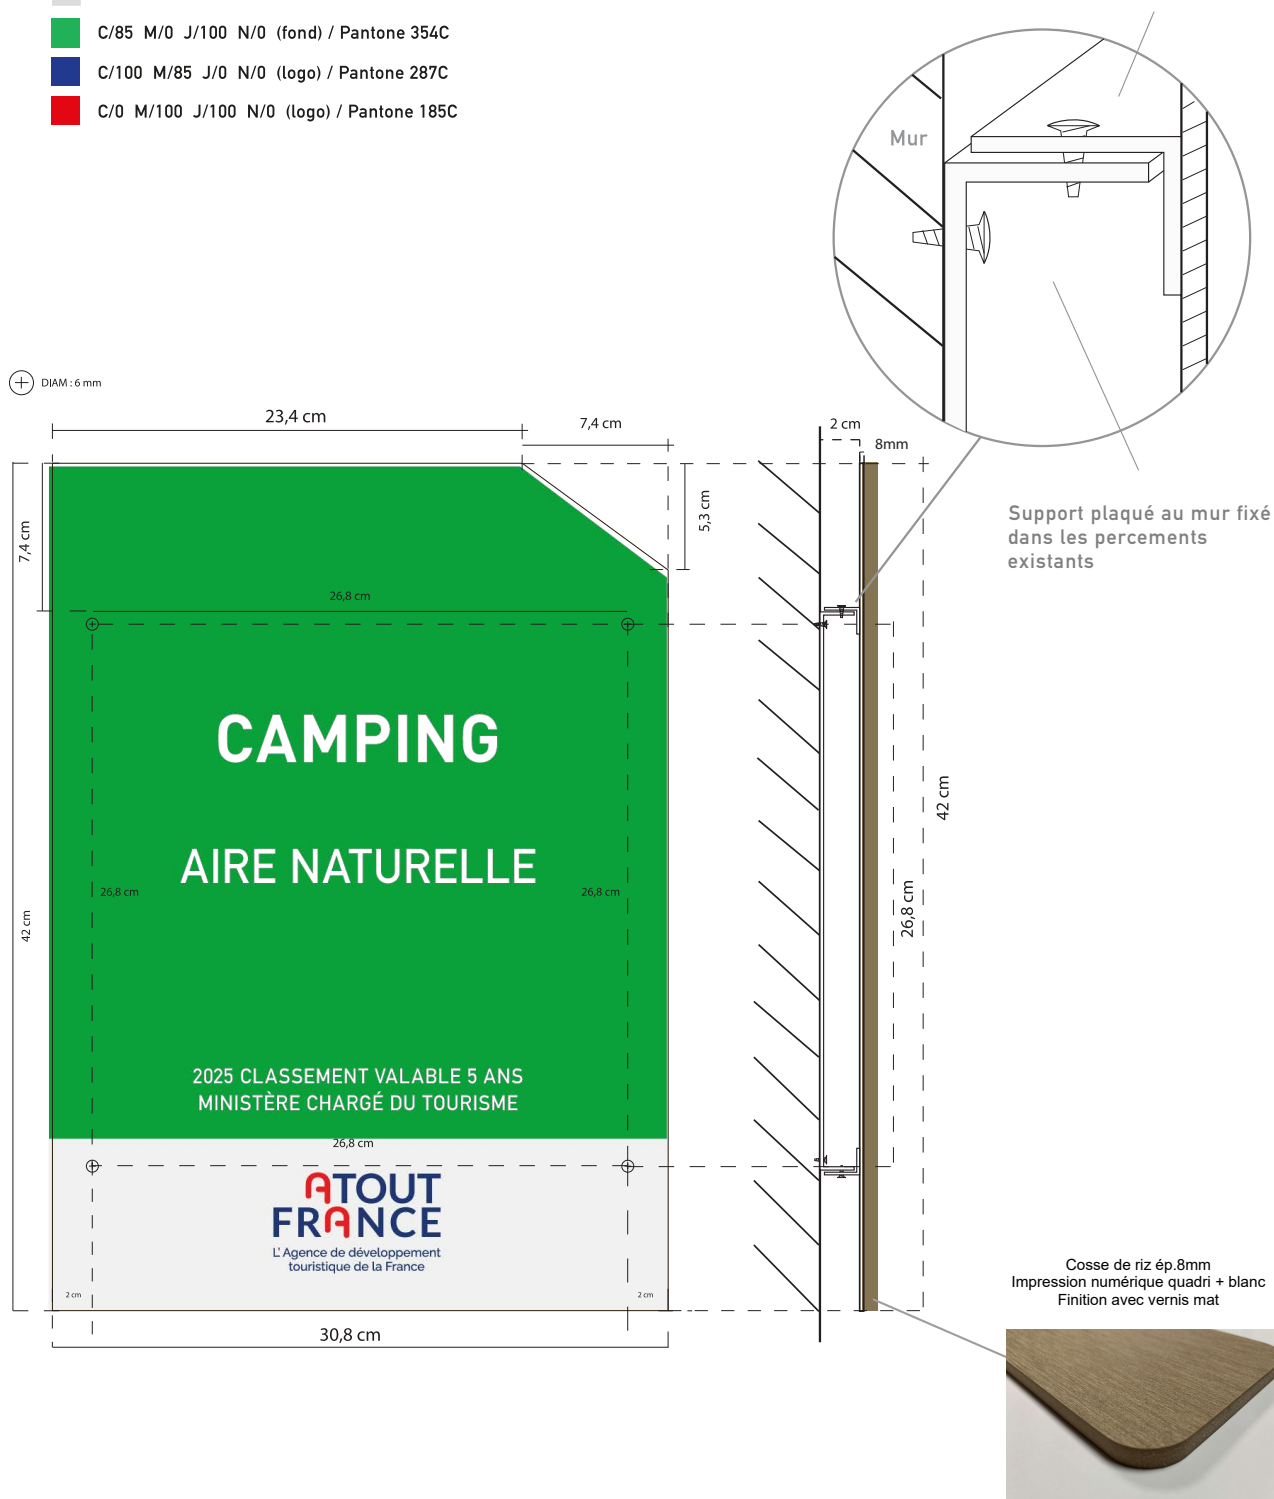 C/85 M/0 J/100 N/0 (fond) / Pantone 354C
C/100 M/85 J/0 N/0 (logo) / Pantone 287C
C/0 M/100 J/100 N/0 (logo) / Pantone 185C
Mur
DIAM : 6 mm
23,4 cm
7,4 cm
2 cm
8mm
7,4 cm
5,3 cm
Support plaqué au mur fixé
dans les percements
existants
26,8 cm
CAMPING
AIRE NATURELLE
26,8 cm
26,8 cm
42 cm
42 cm
26,8 cm
2025 CLASSEMENT VALABLE 5 ANS
MINISTÈRE CHARGÉ DU TOURISME
26,8 cm
ATOUT
FRANCE
L'Agence de développement
touristique de la France
2 cm
2 cm
30,8 cm
Cosse de riz ép.8mm
Impression numérique quadri + blanc
Finition avec vernis mat